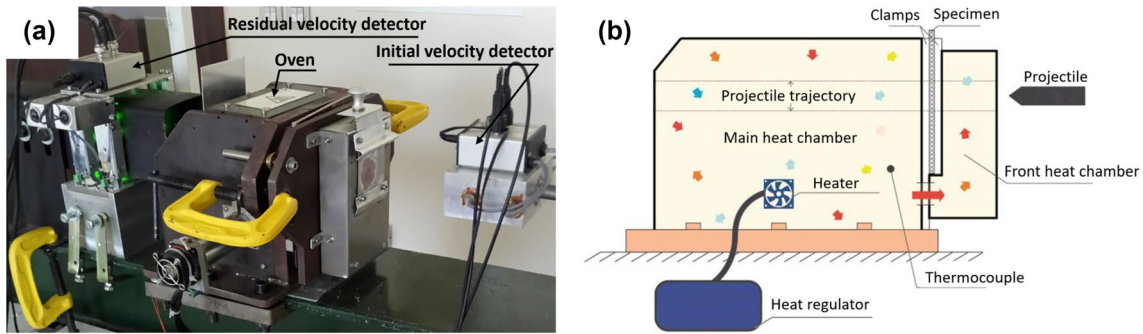 (a)
Residual velocity detector
Initial velocity detector
Oven
(b)
Clamps
Specimen
Projectile
Projectile trajectory
Main heat chamber
Heater
Front heat chamber
Thermocouple
Heat regulator